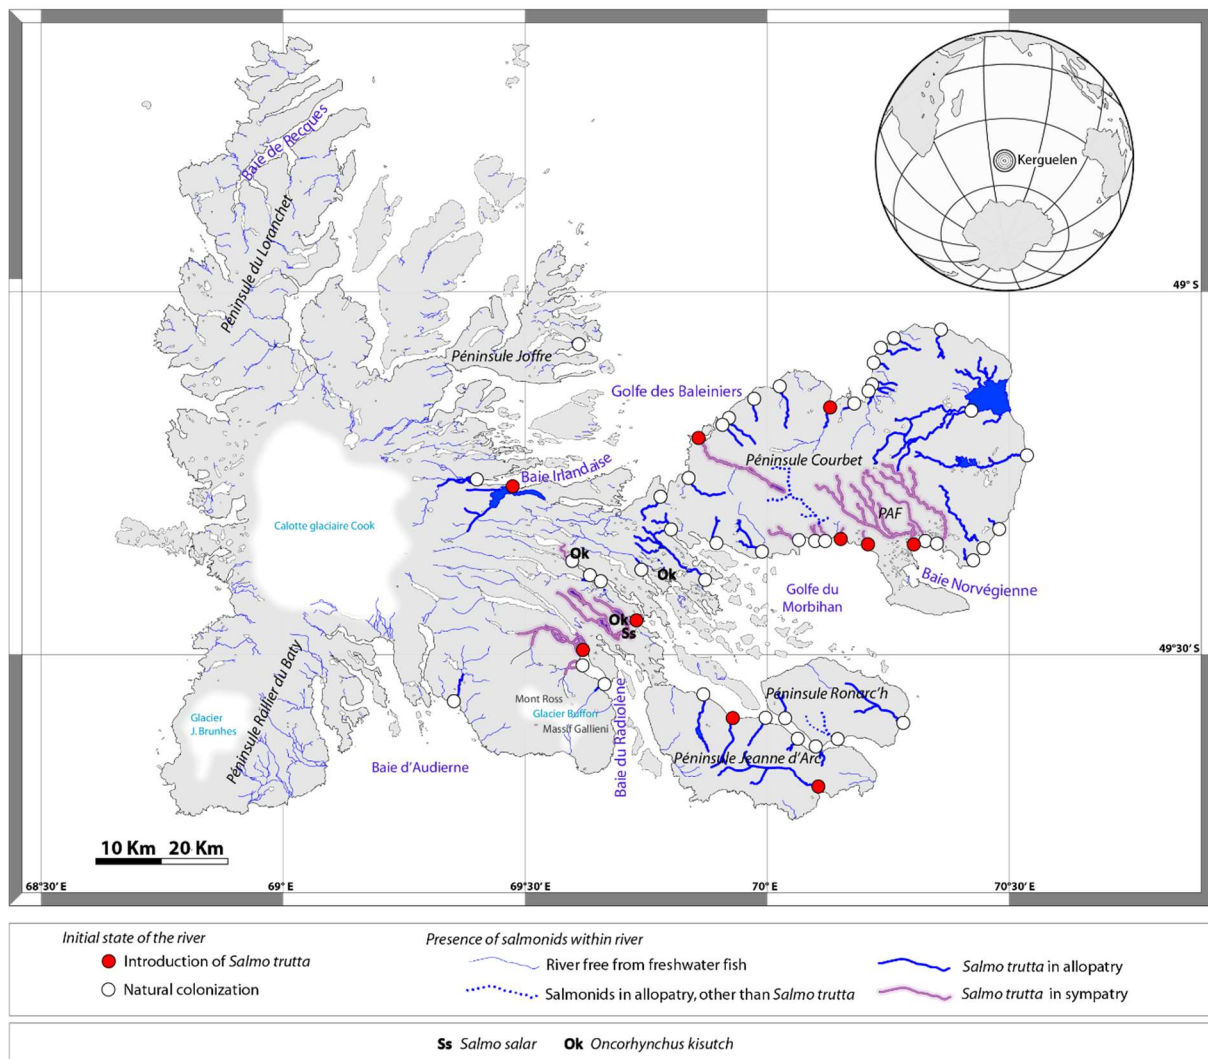 Kerguelen
Baie de Recques
Péninsule du Loranchet
49° S
Péninsule Joffre
Golfe des Baleiniers
Péninsule Courbet
Baie Irlandaise
PAF
Calotte glaciaire Cook
Ok
Ok
Baie Norvégienne
Golfe du
Morbihan
Ok
Ss
49°30'S
Péninsule Rallier du Baty
Péninsule Ronarc'h
Mont Ross
Glacier Buffon
Massif Gallieni
Glacier
J. Brunhes
Baie du Radiolène
Péninsule Jeanne d'Arc
Baie d'Audierne
10 Km 20 Km
68°30' E
69° E
69°30' E
70° E
70°30' E
Initial state of the river
Introduction of Salmo trutta
Natural colonization
Presence of salmonids within river
River free from freshwater fish
Salmonids in allopatry, other than Salmo trutta
Salmo trutta in allopatry
Salmo trutta in sympatry
Ss Salmo salar Ok Oncorhynchus kisutch